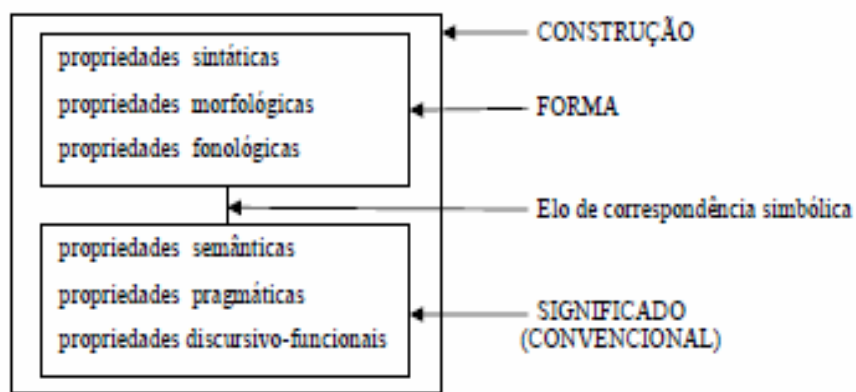 propriedades sintáticas
propriedades morfológicas
propriedades fonológicas
propriedades semânticas
propriedades pragmáticas
propriedades discursivo-funcionais
CONSTRUÇÃO
FORMA
Elo de correspondência simbólica
SIGNIFICADO
(CONVENCIONAL)